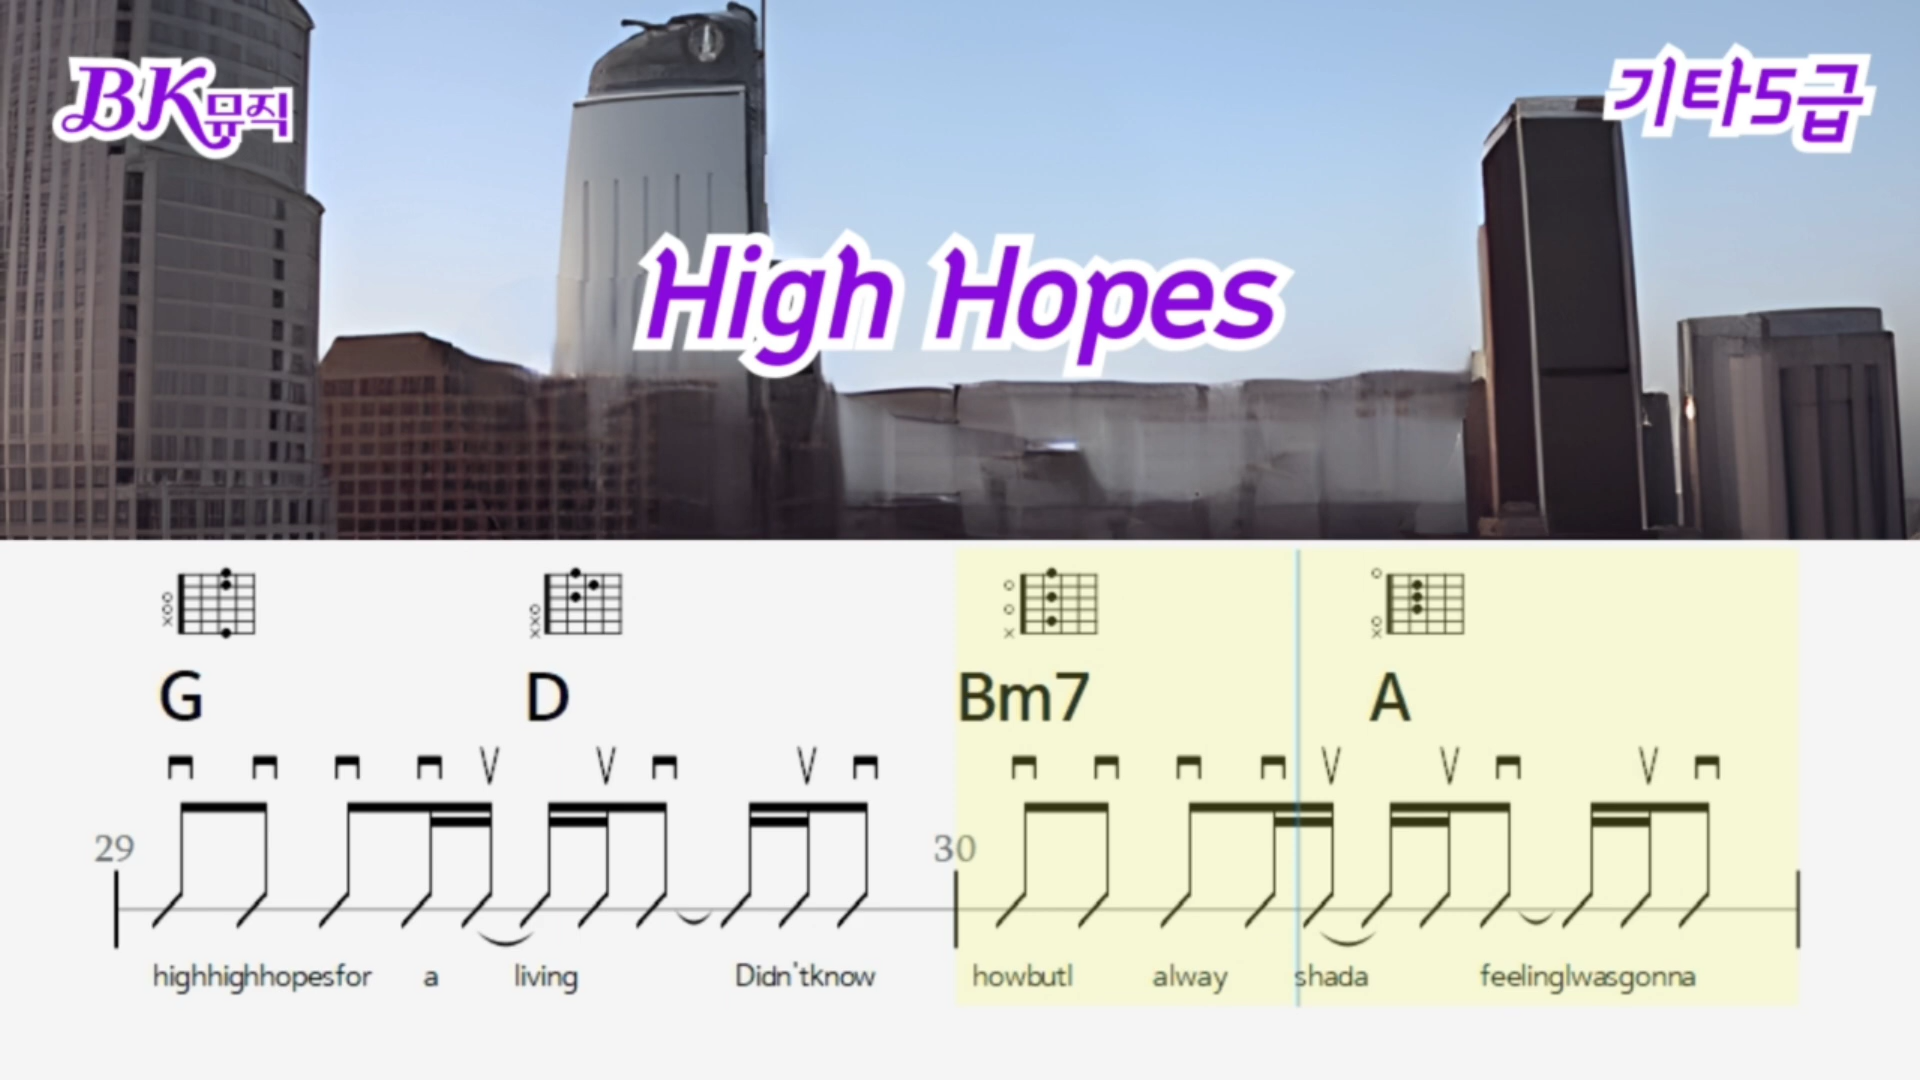 BK뮤직
기타5급
High Hopes
G D Bm7 A
29 30
highhighhopesfor a living Didn'tknow howbutI alway shada feelingIwasgonna